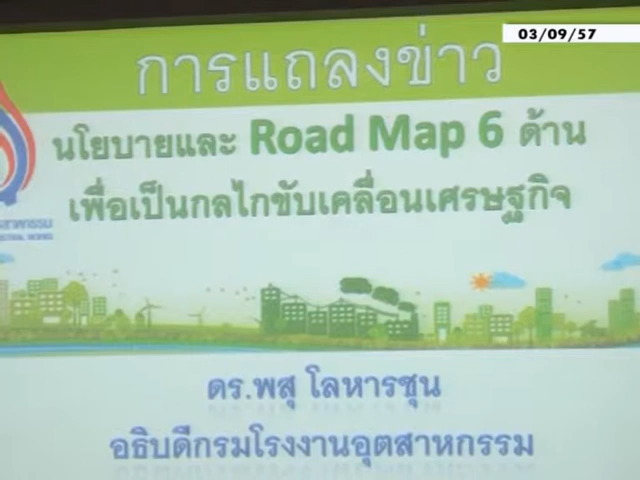 03/09/57
การแถลงข่าว
นโยบายและ Road Map 6 ด้าน
เพื่อเป็นกลไกขับเคลื่อนเศรษฐกิจ
ดร.พสุ โลหารชุน
อธิบดีกรมโรงงานอุตสาหกรรม